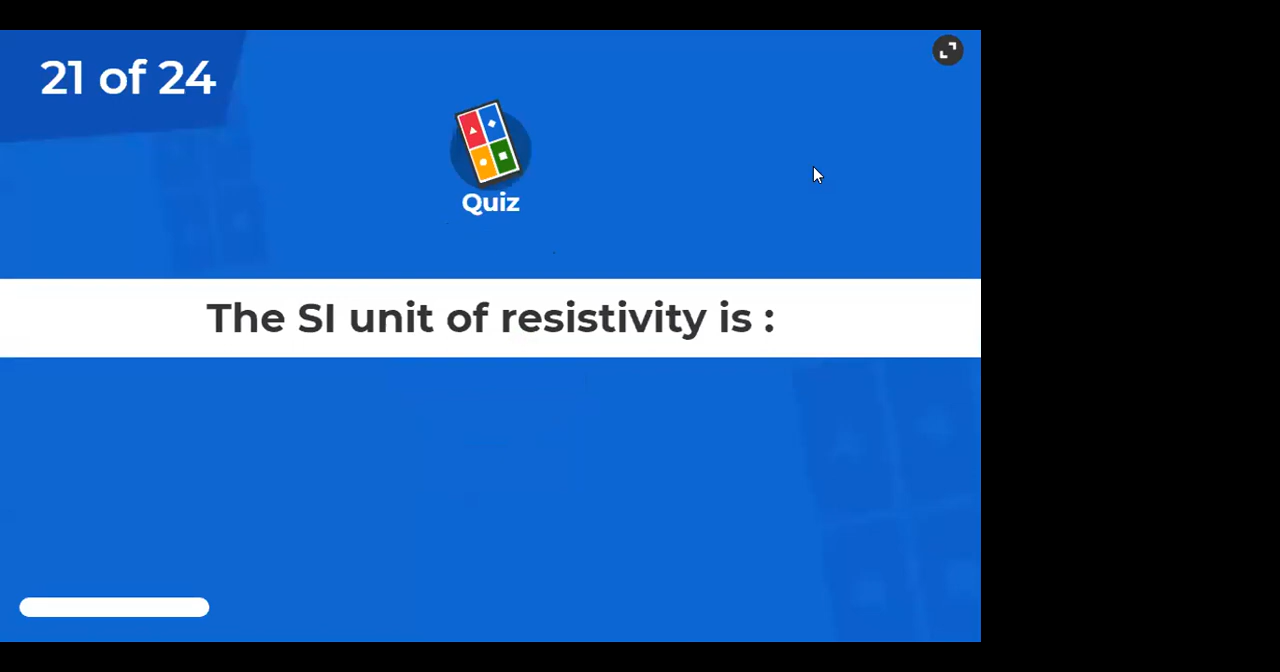 21 of 24
Quiz
The SI unit of resistivity is :